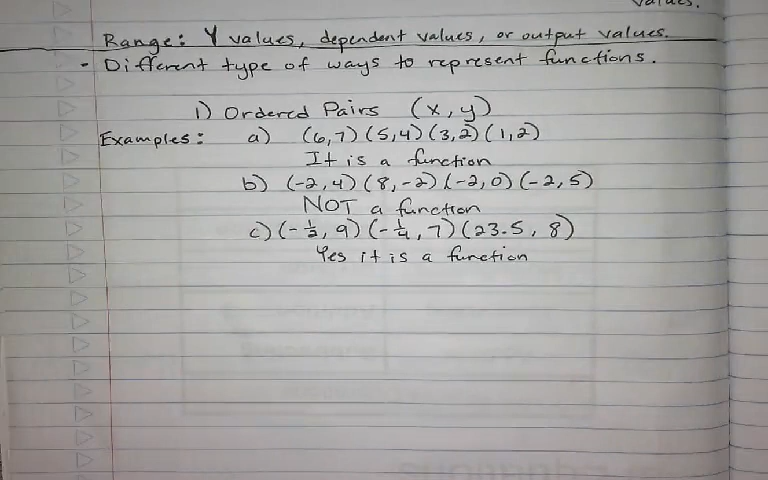 values.
Range: Y values, dependent values, or output values.
- Different type of ways to represent functions.
1) Ordered Pairs (x,y)
Examples: a) (6,7) (5,4) (3,2) (1,2)
It is a function
b) (-2,4) (8,-2) (-2,0) (-2,5)
NOT a function
c) (-1/2, 9) (-1/4, 7) (23.5, 8)
Yes it is a function